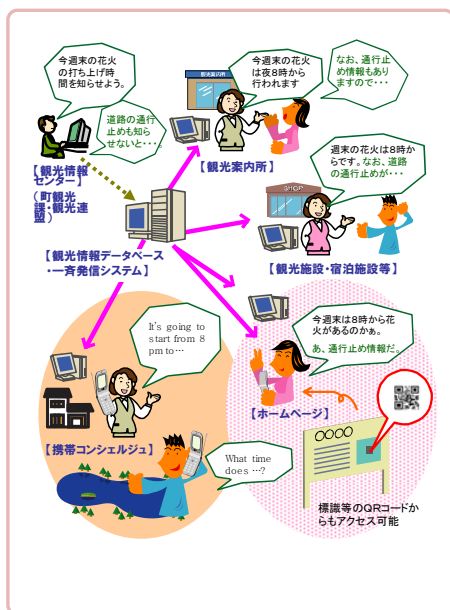 今週末の花火
の打ち上げ時
間を知らせよう。
道路の通行
止めも知ら
せないと・・・・
【観光情報
センター】
(町観光
課・観光連
盟)
観光案内所
今週末の花火
は夜8時から
行われます
なお、通行止
め情報もあり
ますので・・・
【観光案内所】
週末の花火は8時か
らです。なお、道路
の通行止めが・・・
SHOP
【観光施設・宿泊施設等】
【観光情報データベース
・一斉発信システム】
It's going to
start from 8
pm to…
【携帯コンシェルジュ】
What time
does …?
今週末は8時から花
火があるのかぁ。
あ、通行止め情報だ。
【ホームページ】
○○○○
標識等のQRコードか
らもアクセス可能